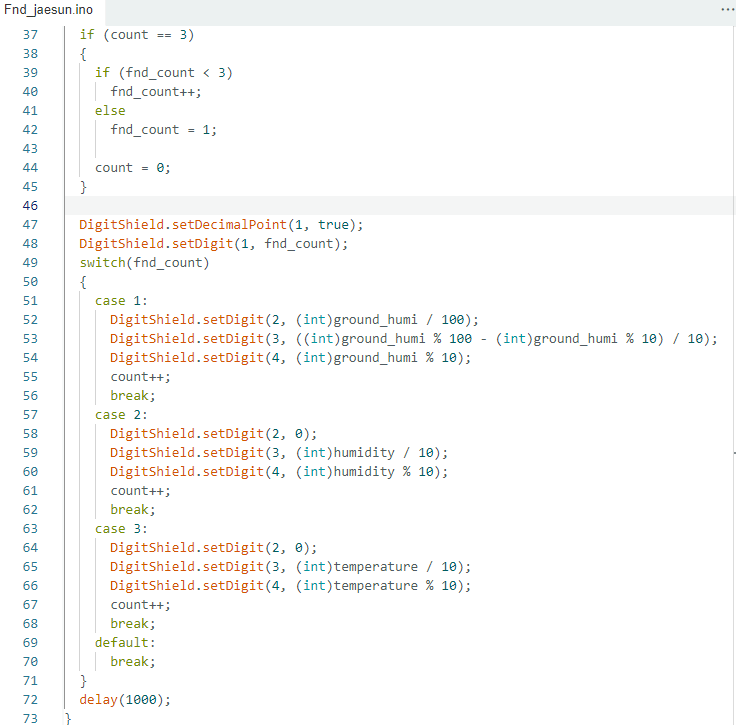 Fnd_jaesun.ino
...
37 if (count == 3)
38 {
39 if (fnd_count < 3)
40 fnd_count++;
41 else
42 fnd_count = 1;
43
44 count = 0;
45 }
46
47 DigitShield.setDecimalPoint(1, true);
48 DigitShield.setDigit(1, fnd_count);
49 switch(fnd_count)
50 {
51 case 1:
52 DigitShield.setDigit(2, (int)ground_humi / 100);
53 DigitShield.setDigit(3, ((int)ground_humi % 100 - (int)ground_humi % 10) / 10);
54 DigitShield.setDigit(4, (int)ground_humi % 10);
55 count++;
56 break;
57 case 2:
58 DigitShield.setDigit(2, 0);
59 DigitShield.setDigit(3, (int)humidity / 10);
60 DigitShield.setDigit(4, (int)humidity % 10);
61 count++;
62 break;
63 case 3:
64 DigitShield.setDigit(2, 0);
65 DigitShield.setDigit(3, (int)temperature / 10);
66 DigitShield.setDigit(4, (int)temperature % 10);
67 count++;
68 break;
69 default:
70 break;
71 }
72 delay(1000);
73 }